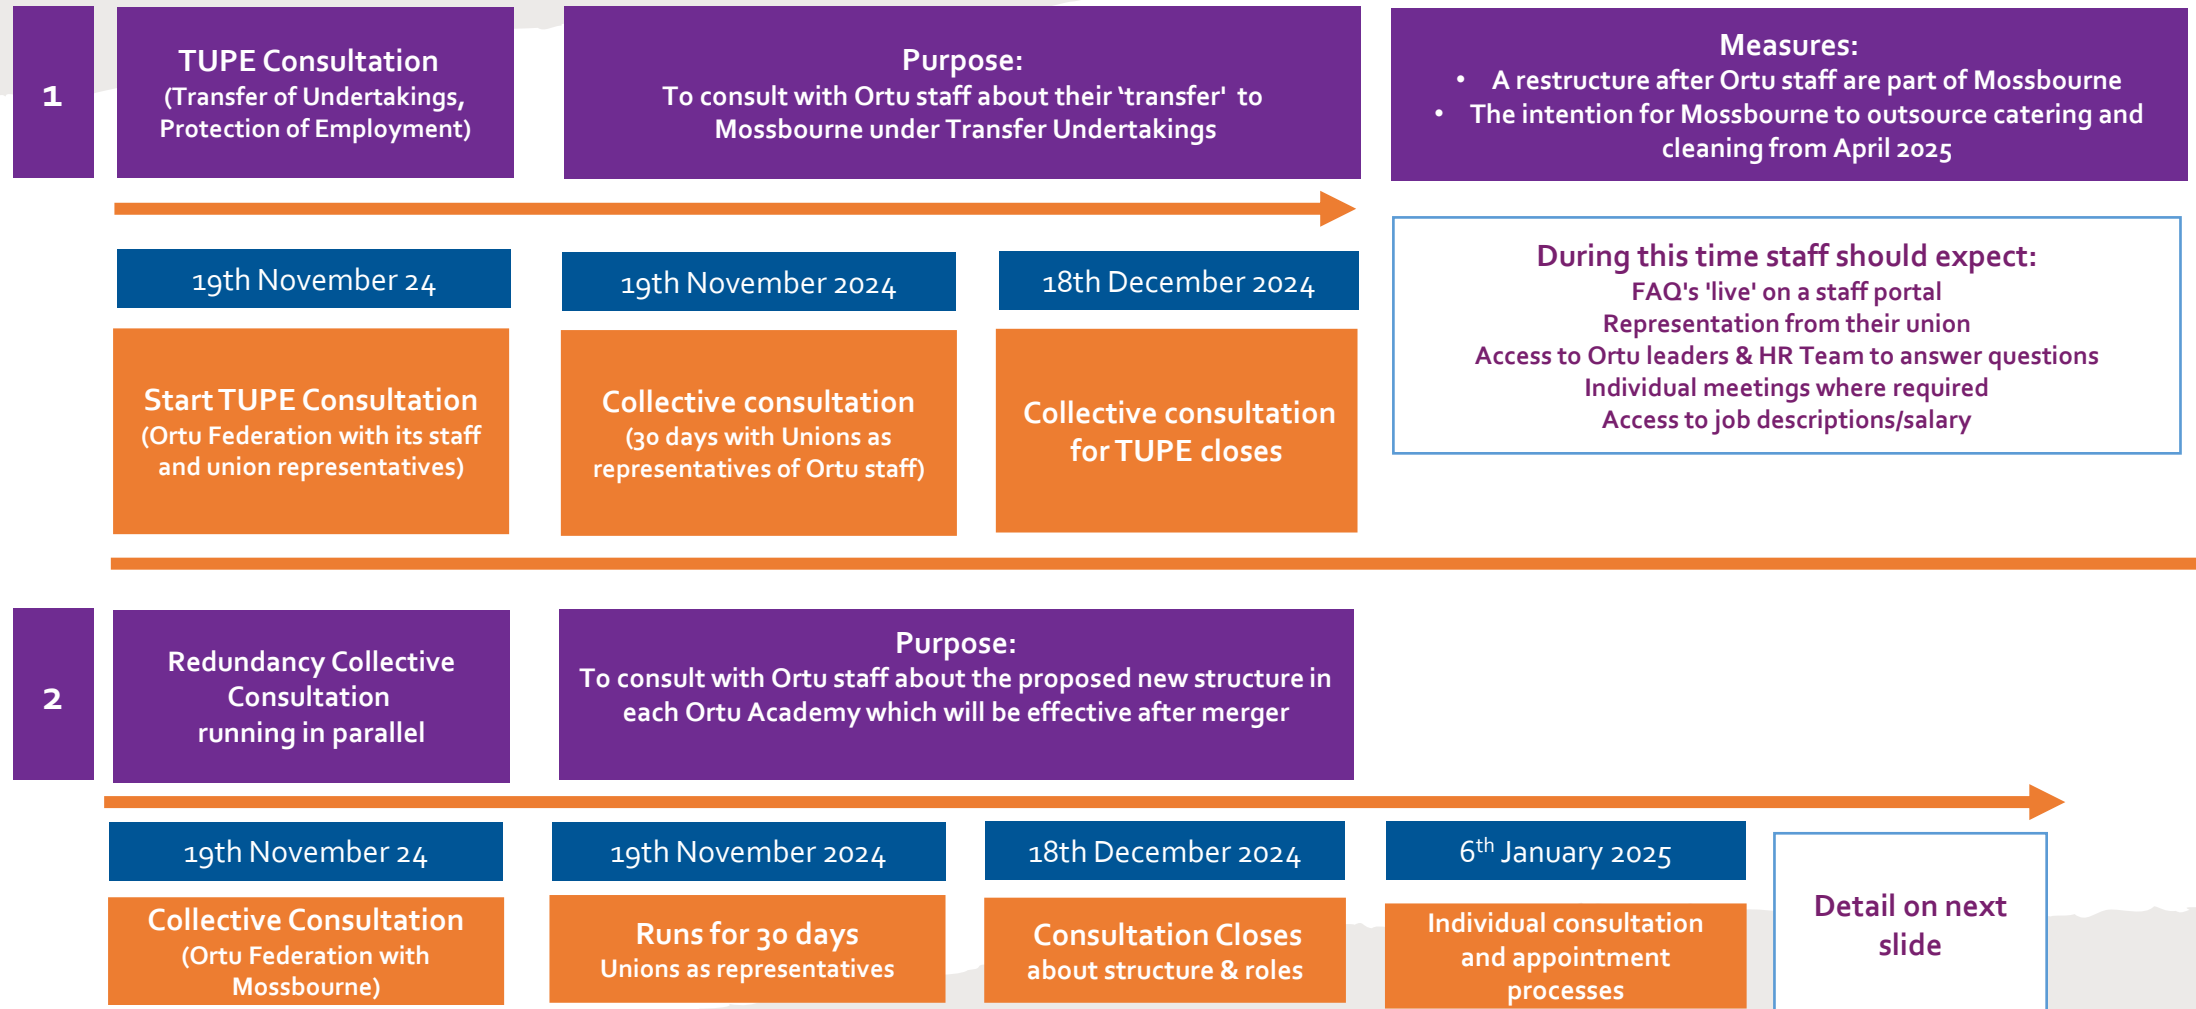 1
TUPE Consultation
(Transfer of Undertakings,
Protection of Employment)
Purpose:
To consult with Ortu staff about their ‘transfer'  to
Mossbourne under Transfer Undertakings
Measures:
• A restructure after Ortu staff are part of Mossbourne
• The intention for Mossbourne to outsource catering and
cleaning from April 2025
19th November 24
19th November 2024
18th December 2024
Start TUPE Consultation
(Ortu Federation with its staff
and union representatives)
Collective consultation
(30 days with Unions as
representatives of Ortu staff)
Collective consultation
for TUPE closes
During this time staff should expect:
FAQ's 'live' on a staff portal
Representation from their union
Access to Ortu leaders & HR Team to answer questions
Individual meetings where required
Access to job descriptions/salary
2
Redundancy Collective
Consultation
running in parallel
Purpose:
To consult with Ortu staff about the proposed new structure in
each Ortu Academy which will be effective after merger
19th November 24
19th November 2024
18th December 2024
6th January 2025
Collective Consultation
(Ortu Federation with
Mossbourne)
Runs for 30 days
Unions as representatives
Consultation Closes
about structure & roles
Individual consultation
and appointment
processes
Detail on next
slide